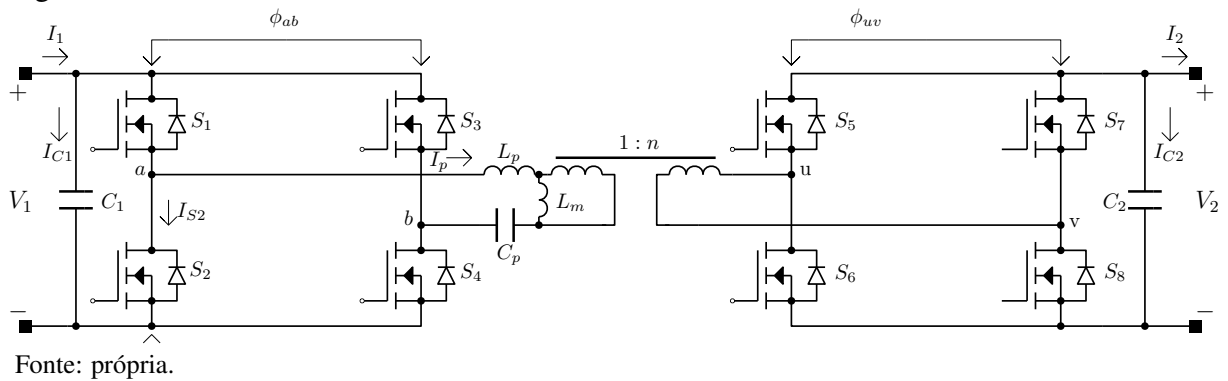 ϕ_ab
ϕ_uv
I_1
I_2
+
+
S_1
S_3
S_5
S_7
I_C1
I_p
L_p
1 : n
I_C2
a
u
V_1
C_1
I_S2
L_m
C_2
V_2
b
C_p
v
S_2
S_4
S_6
S_8
−
−
Fonte: própria.